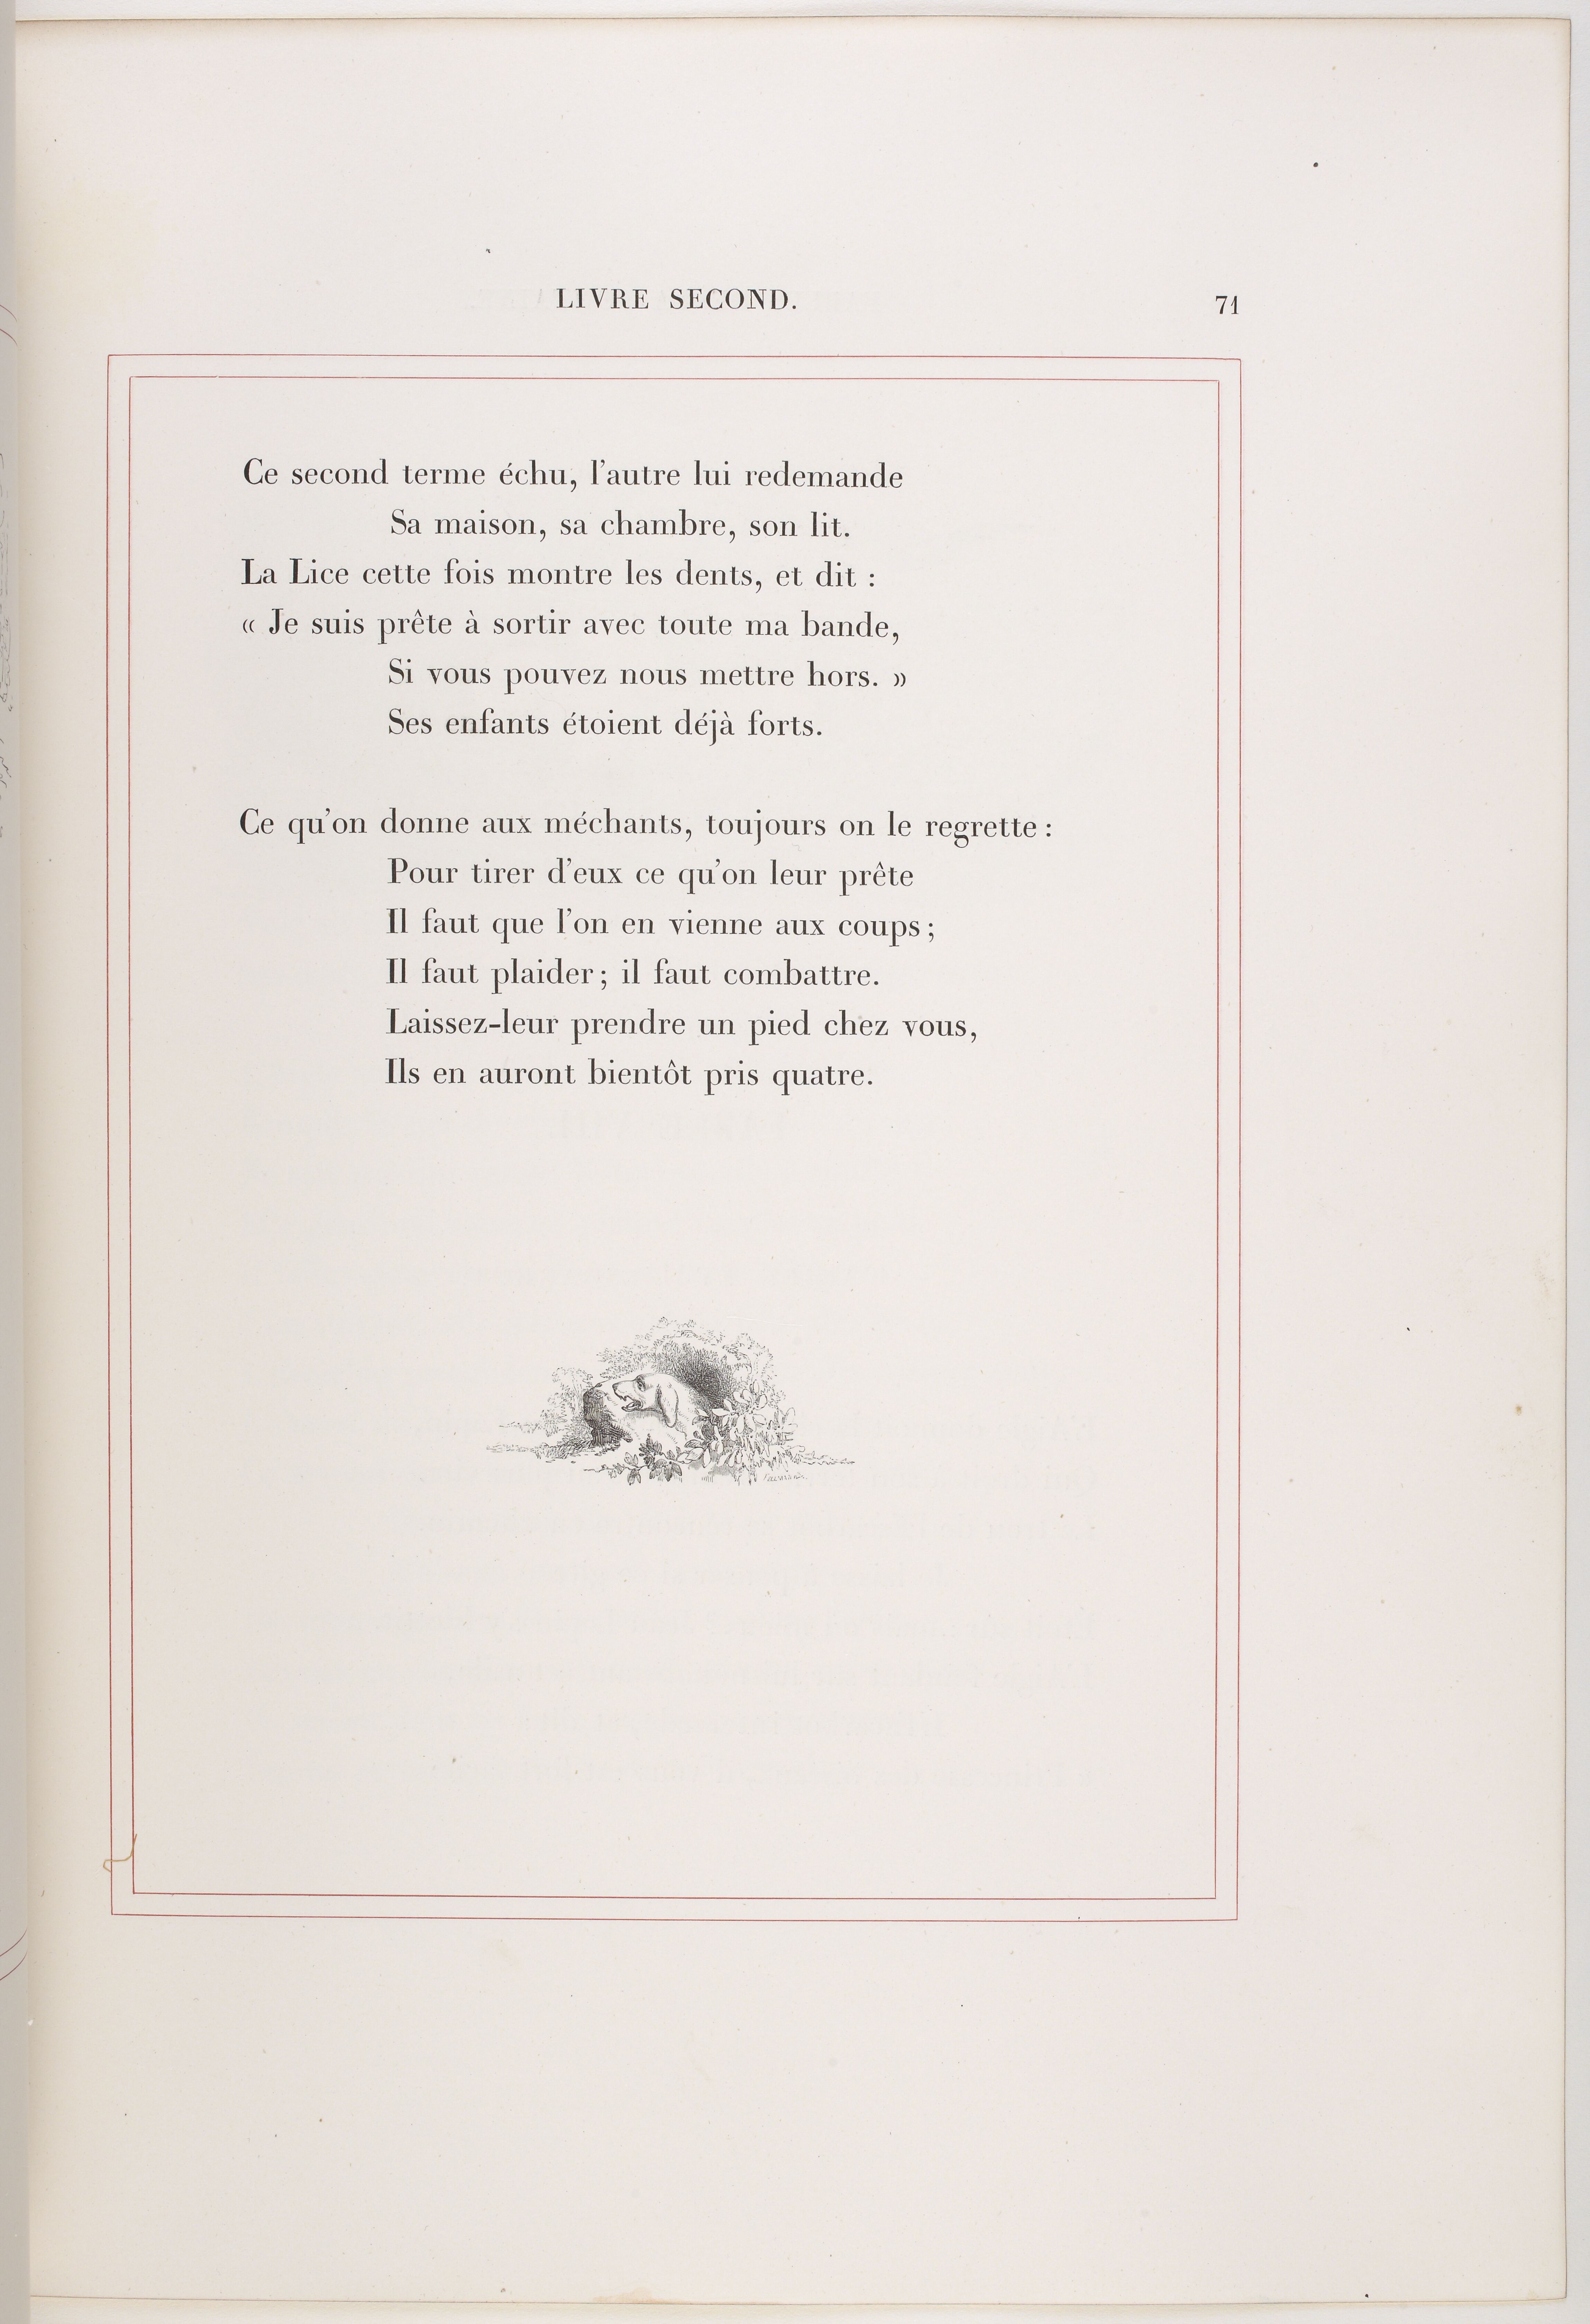 LIVRE SECOND.
71
Ce second terme échu, l'autre lui redemande
Sa maison, sa chambre, son lit.
La Lice cette fois montre les dents, et dit :
« Je suis prête à sortir avec toute ma bande,
Si vous pouvez nous mettre hors. »
Ses enfants étoient déjà forts.
Ce qu'on donne aux méchants, toujours on le regrette :
Pour tirer d'eux ce qu'on leur prête
Il faut que l'on en vienne aux coups ;
Il faut plaider ; il faut combattre.
Laissez-leur prendre un pied chez vous,
Ils en auront bientôt pris quatre.